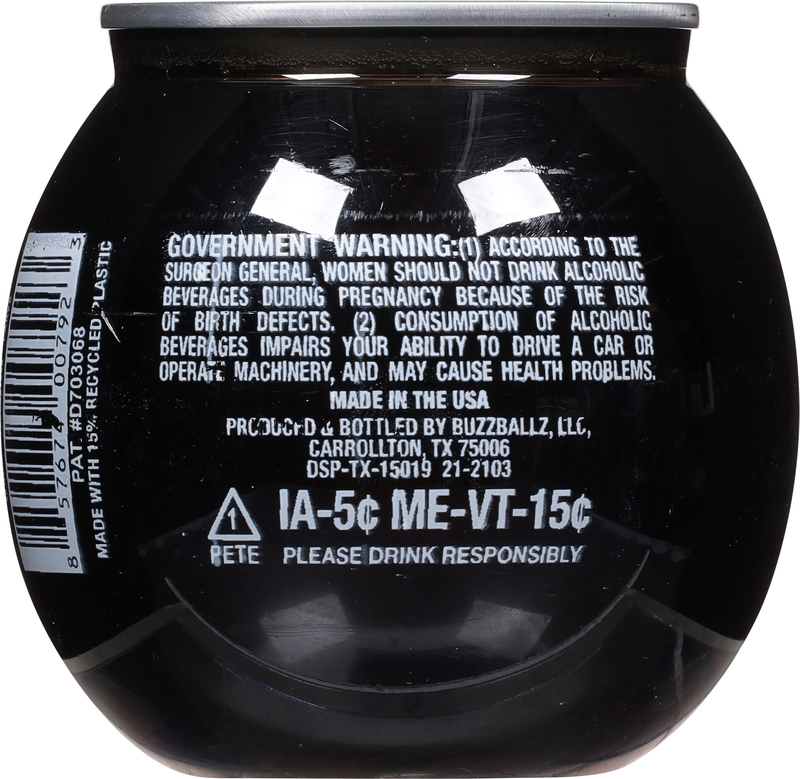 GOVERNMENT WARNING:(1) ACCORDING TO THE
SURGEON GENERAL, WOMEN SHOULD NOT DRINK ALCOHOLIC
BEVERAGES DURING PREGNANCY BECAUSE OF THE RISK
OF BIRTH DEFECTS. (2) CONSUMPTION OF ALCOHOLIC
BEVERAGES IMPAIRS YOUR ABILITY TO DRIVE A CAR OR
OPERATE MACHINERY, AND MAY CAUSE HEALTH PROBLEMS.
MADE IN THE USA
PRODUCED & BOTTLED BY BUZZBALLZ, LLC,
CARROLLTON, TX 75006
DSP-TX-15019 21-2103
1
PETE
IA-5¢ ME-VT-15¢
PLEASE DRINK RESPONSIBLY
8 57674 00792 3
PAT. #D703068
MADE WITH 15% RECYCLED PLASTIC